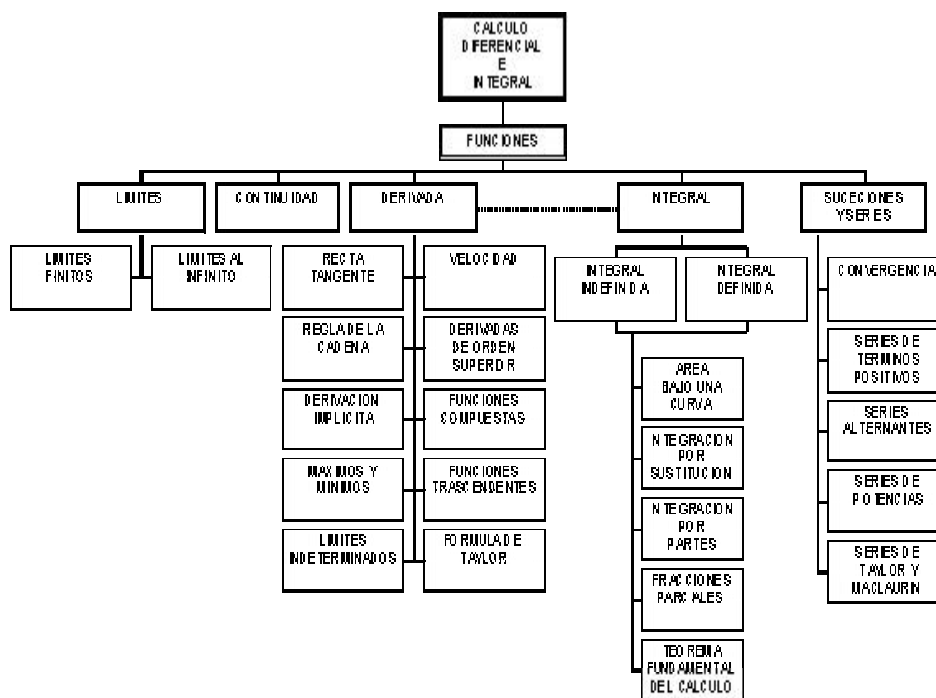 CALCULO
DIFERENCIAL
E
INTEGRAL
FUNCIONES
LIMITES
CONTINUIDAD
DERIVADA
INTEGRAL
SUCECIONES
Y SERIES
LIMITES
FINITOS
LIMITES AL
INFINITO
RECTA
TANGENTE
VELOCIDAD
REGLA DE LA
CADENA
DERIVADAS
DE ORDEN
SUPERIOR
DERIVACION
IMPLICITA
FUNCIONES
COMPUESTAS
MAXIMOS Y
MINIMOS
FUNCIONES
TRASCENDENTES
LIMITES
INDETERMINADOS
FORMULA DE
TAYLOR
INTEGRAL
INDEFINIDA
INTEGRAL
DEFINIDA
AREA
BAJO UNA
CURVA
INTEGRACION
POR
SUSTITUCION
INTEGRACION
POR
PARTES
FRACCIONES
PARCIALES
TEOREMA
FUNDAMENTAL
DEL CALCULO
CONVERGENCIA
SERIES DE
TERMINOS
POSITIVOS
SERIES
ALTERNANTES
SERIES DE
POTENCIAS
SERIES DE
TAYLOR Y
MACLAURIN